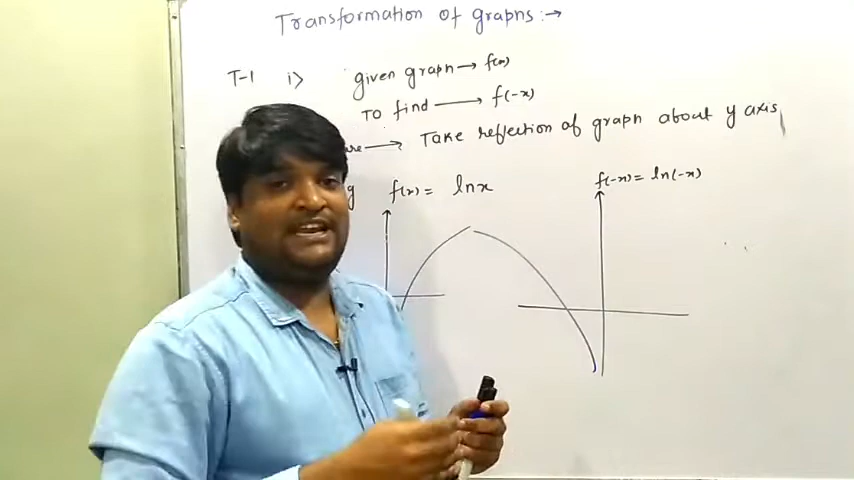 Transformation of graphs :→
T-1 i> given graph → f(x)
To find → f(-x)
→ Take reflection of graph about y axis
f(x) = lnx
f(-x) = ln(-x)